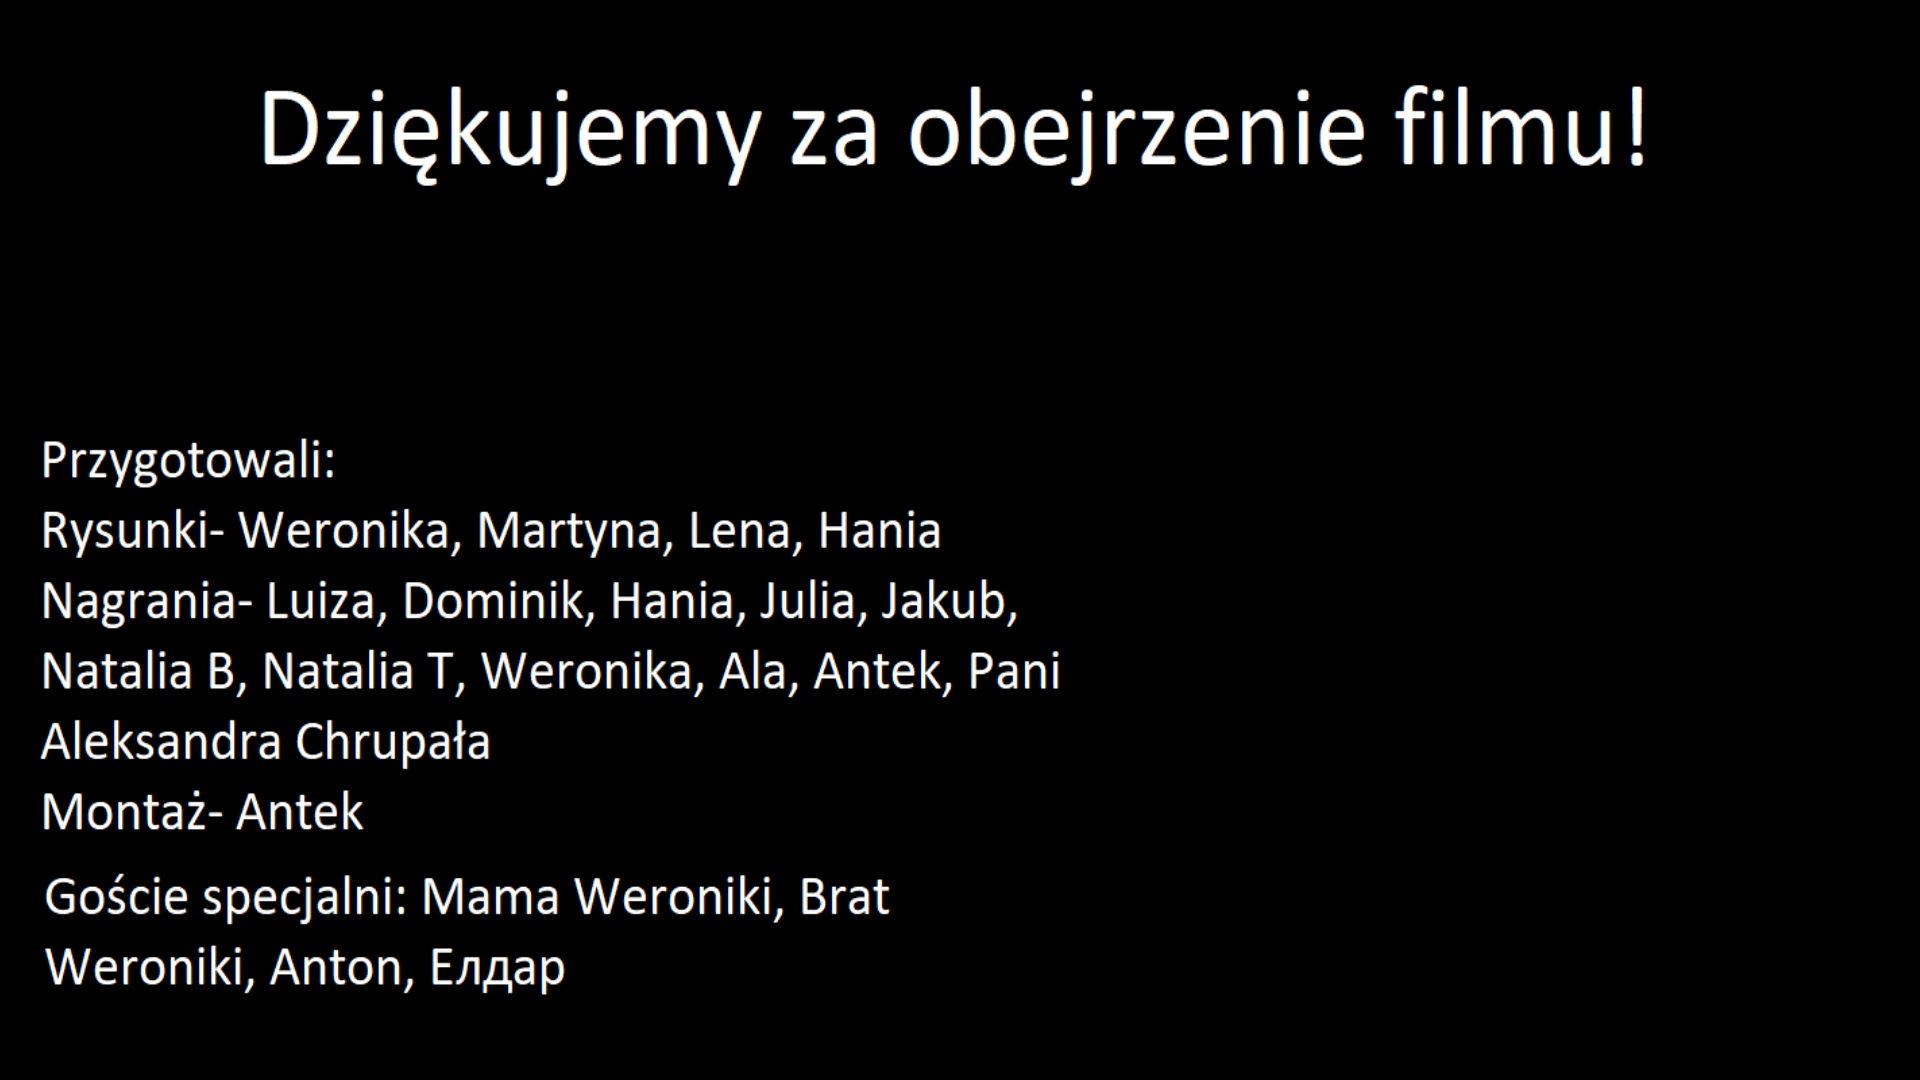 Dziękujemy za obejrzenie filmu!
Przygotowali:
Rysunki- Weronika, Martyna, Lena, Hania
Nagrania- Luiza, Dominik, Hania, Julia, Jakub,
Natalia B, Natalia T, Weronika, Ala, Antek, Pani
Aleksandra Chrupała
Montaż- Antek
Goście specjalni: Mama Weroniki, Brat
Weroniki, Anton, Елдар